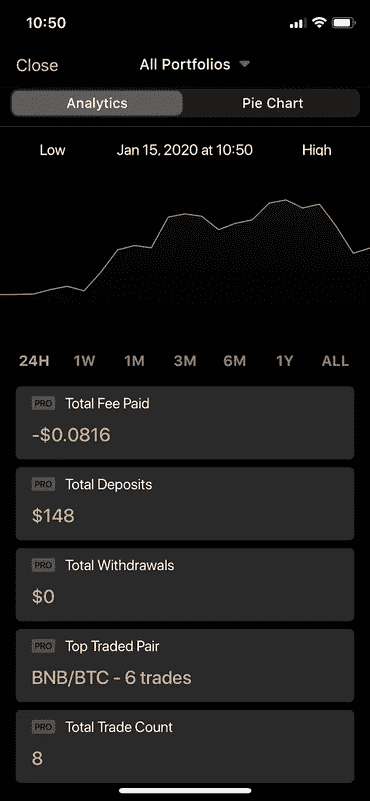 10:50
Close
All Portfolios
Analytics
Pie Chart
Low
Jan 15, 2020 at 10:50
High
24H 1W 1M 3M 6M 1Y ALL
PRO Total Fee Paid
-$0.0816
PRO Total Deposits
$148
PRO Total Withdrawals
$0
PRO Top Traded Pair
BNB/BTC - 6 trades
PRO Total Trade Count
8